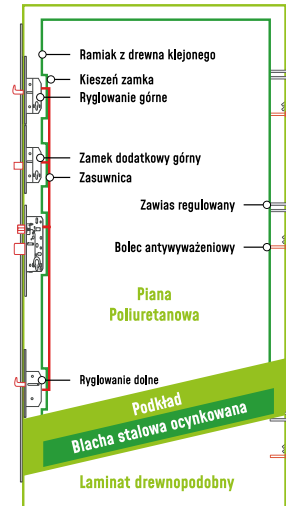 Ramiak z drewna klejonego
Kieszeń zamka
Ryglowanie górne
Zamek dodatkowy górny
Zasuwnica
Zawias regulowany
Bolec antywyważeniowy
Piana
Poliuretanowa
Ryglowanie dolne
Podkład
Blacha stalowa ocynkowana
Laminat drewnopodobny